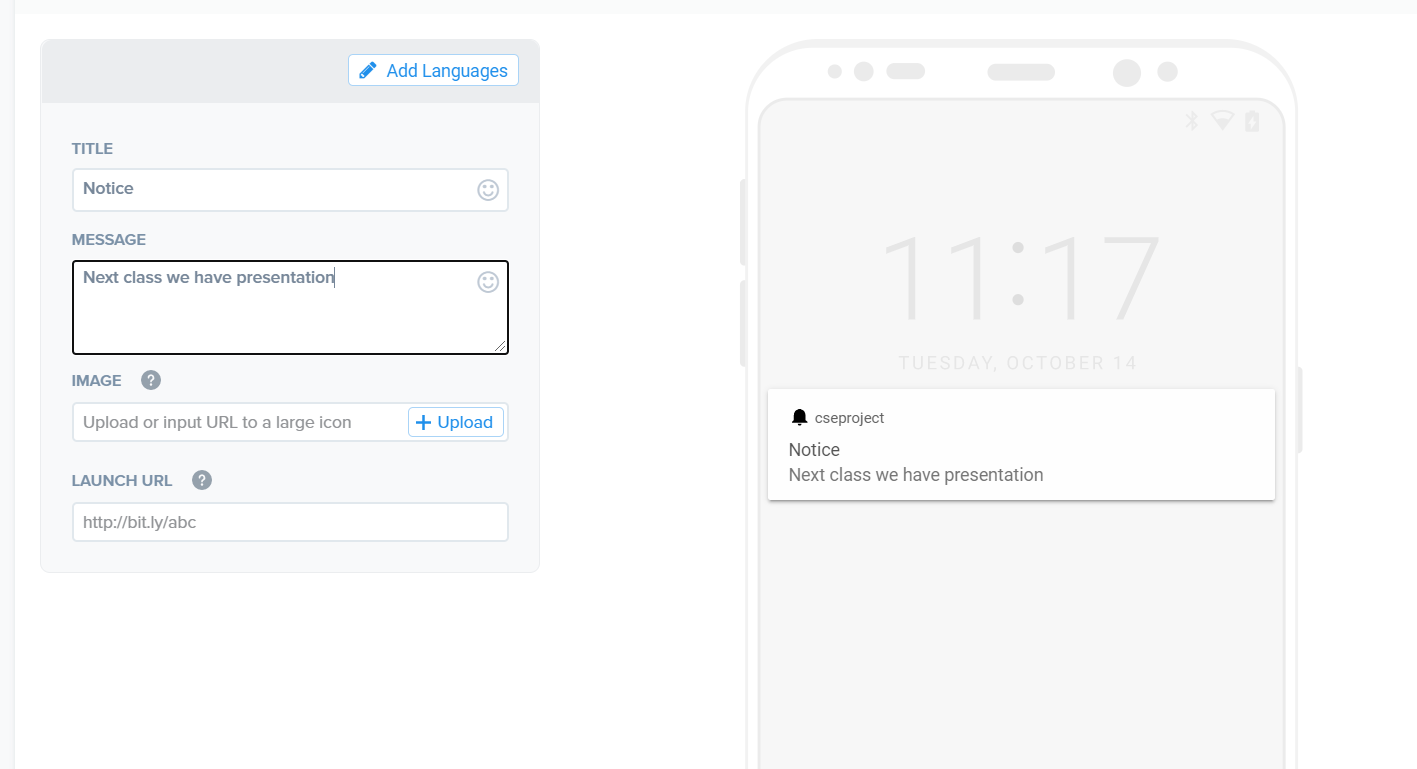 Add Languages
TITLE
Notice
MESSAGE
Next class we have presentation
IMAGE ?
Upload or input URL to a large icon + Upload
LAUNCH URL ?
http://bit.ly/abc
11:17
TUESDAY, OCTOBER 14
cseproject
Notice
Next class we have presentation